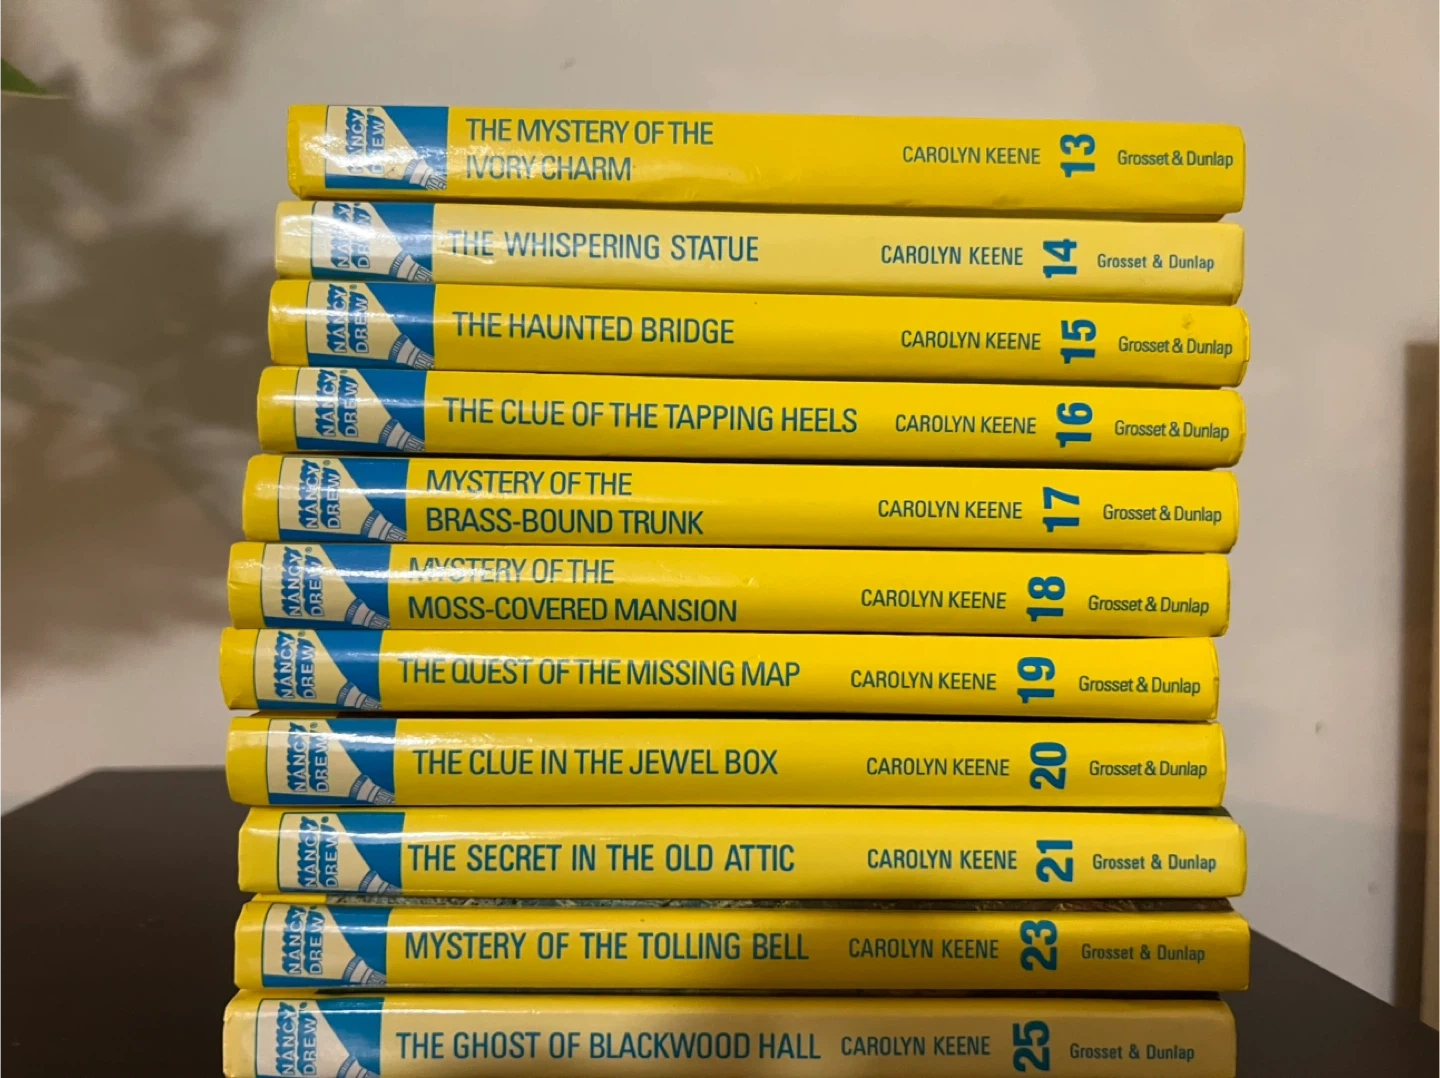 NANCY DREW THE MYSTERY OF THE IVORY CHARM CAROLYN KEENE 13 Grosset & Dunlap
NANCY DREW THE WHISPERING STATUE CAROLYN KEENE 14 Grosset & Dunlap
NANCY DREW THE HAUNTED BRIDGE CAROLYN KEENE 15 Grosset & Dunlap
NANCY DREW THE CLUE OF THE TAPPING HEELS CAROLYN KEENE 16 Grosset & Dunlap
NANCY DREW MYSTERY OF THE BRASS-BOUND TRUNK CAROLYN KEENE 17 Grosset & Dunlap
NANCY DREW MYSTERY OF THE MOSS-COVERED MANSION CAROLYN KEENE 18 Grosset & Dunlap
NANCY DREW THE QUEST OF THE MISSING MAP CAROLYN KEENE 19 Grosset & Dunlap
NANCY DREW THE CLUE IN THE JEWEL BOX CAROLYN KEENE 20 Grosset & Dunlap
NANCY DREW THE SECRET IN THE OLD ATTIC CAROLYN KEENE 21 Grosset & Dunlap
NANCY DREW MYSTERY OF THE TOLLING BELL CAROLYN KEENE 23 Grosset & Dunlap
NANCY DREW THE GHOST OF BLACKWOOD HALL CAROLYN KEENE 25 Grosset & Dunlap